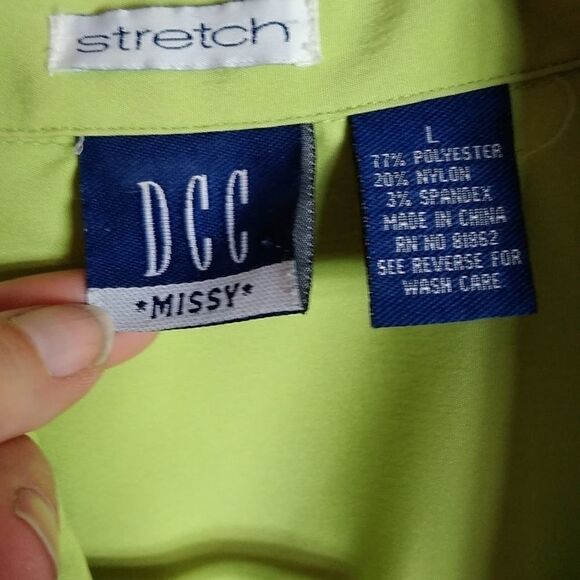 stretch
DCC
*MISSY*
L
77% POLYESTER
20% NYLON
3% SPANDEX
MADE IN CHINA
RN NO 81862
SEE REVERSE FOR
WASH CARE